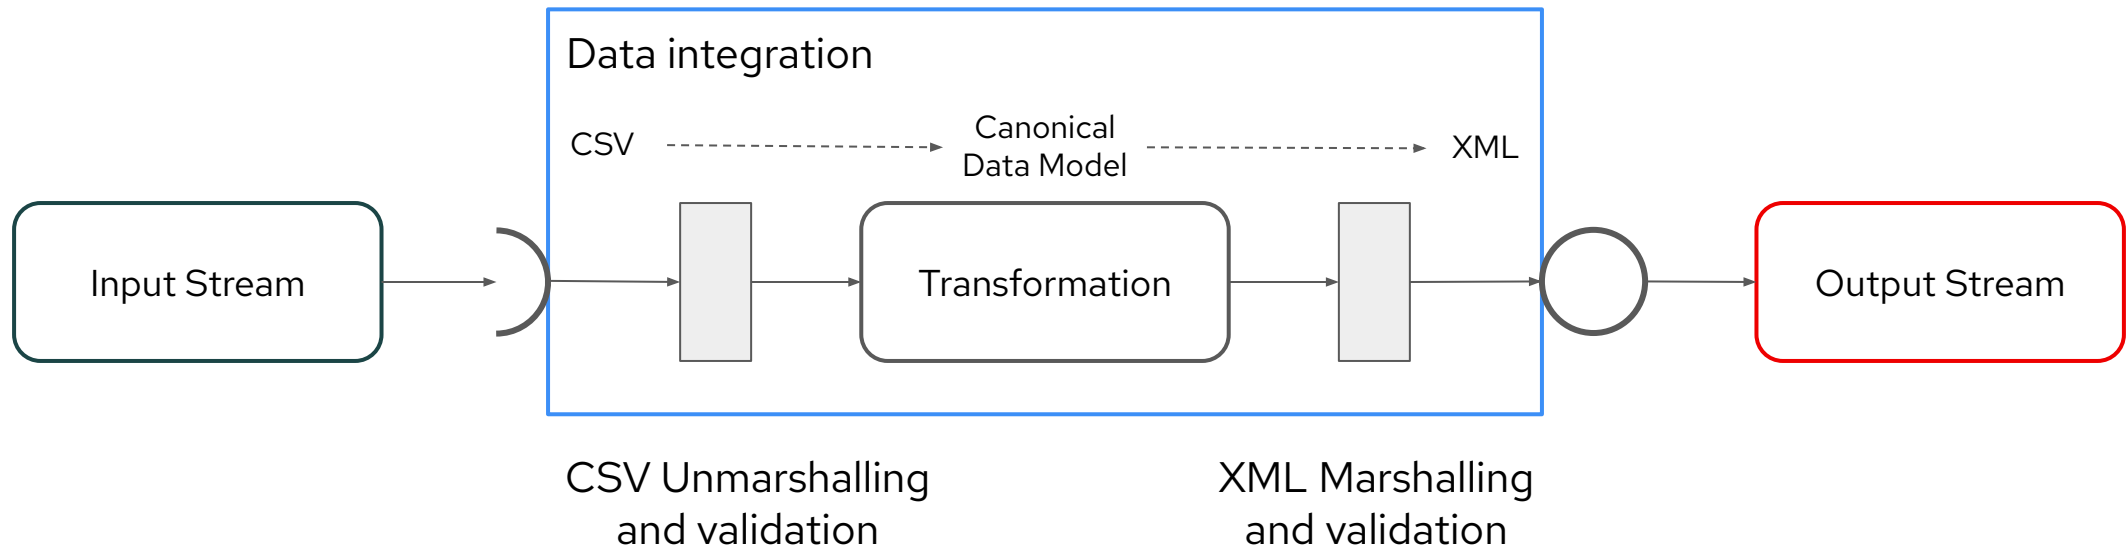 Data integration
CSV
Canonical
Data Model
XML
Input Stream
Transformation
Output Stream
CSV Unmarshalling
and validation
XML Marshalling
and validation